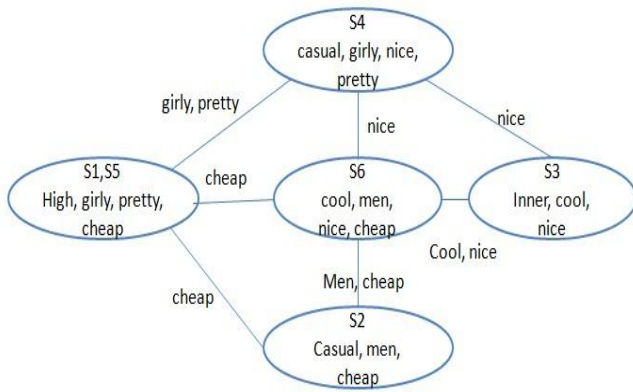 S4
casual, girly, nice,
pretty
girly, pretty
nice
nice
S1,S5
High, girly, pretty,
cheap
cheap
S6
cool, men,
nice, cheap
S3
Inner, cool,
nice
Cool, nice
cheap
Men, cheap
S2
Casual, men,
cheap